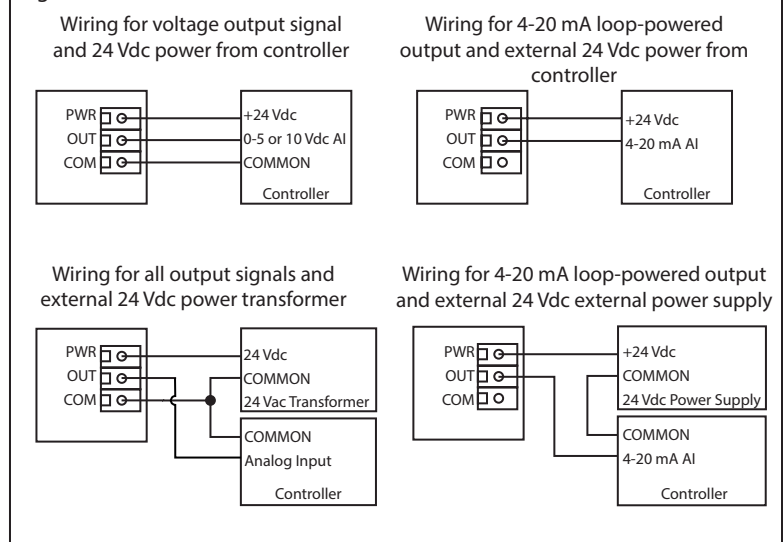 Wiring for voltage output signal
and 24 Vdc power from controller
PWR
OUT
COM
+24 Vdc
0-5 or 10 Vdc AI
COMMON
Controller
Wiring for 4-20 mA loop-powered
output and external 24 Vdc power from
controller
PWR
OUT
COM
+24 Vdc
4-20 mA AI
Controller
Wiring for all output signals and
external 24 Vdc power transformer
PWR
OUT
COM
24 Vdc
COMMON
24 Vac Transformer
COMMON
Analog Input
Controller
Wiring for 4-20 mA loop-powered output
and external 24 Vdc external power supply
PWR
OUT
COM
+24 Vdc
COMMON
24 Vdc Power Supply
COMMON
4-20 mA AI
Controller